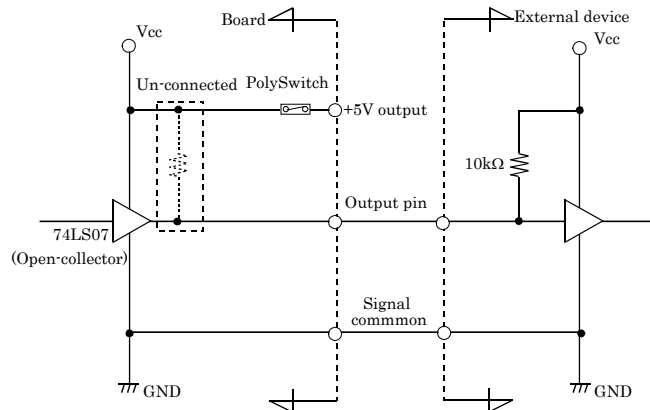 Board
External device
Vcc
Vcc
Un-connected
PolySwitch
+5V output
10kΩ
Output pin
74LS07
(Open-collector)
Signal
commmon
GND
GND